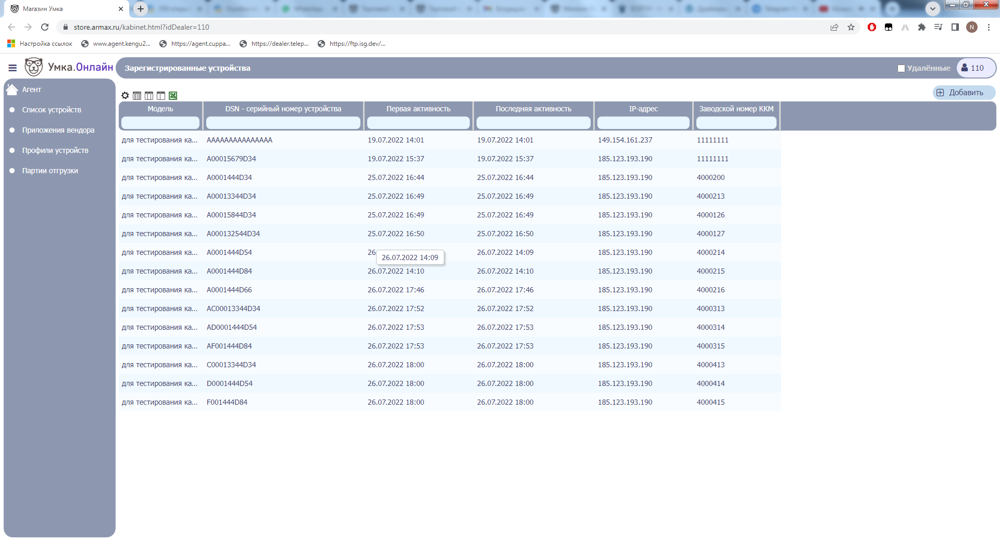 Магазин Умка
store.armax.ru/kabinet.html?idDealer=110
N
Настройка ссылок www.agent.kengu2... https://agent.cuppa... https://dealer.telep... https://ftp.isg.dev/...
Умка.Онлайн Зарегистрированные устройства Удалённые 110
Агент
Список устройств
Приложения вендора
Профили устройств
Партии отгрузки
Добавить
Модель DSN - серийный номер устройства Первая активность Последняя активность IP-адрес Заводской номер ККМ
для тестирования ка... AAAAAAAAAAAAAAA 19.07.2022 14:01 19.07.2022 14:01 149.154.161.237 11111111
для тестирования ка... A00015679D34 19.07.2022 15:37 19.07.2022 15:37 185.123.193.190 11111111
для тестирования ка... A0001444D34 25.07.2022 16:44 25.07.2022 16:44 185.123.193.190 4000200
для тестирования ка... A00013344D34 25.07.2022 16:49 25.07.2022 16:49 185.123.193.190 4000213
для тестирования ка... A00015844D34 25.07.2022 16:49 25.07.2022 16:49 185.123.193.190 4000126
для тестирования ка... A000132544D34 25.07.2022 16:50 25.07.2022 16:50 185.123.193.190 4000127
для тестирования ка... A0001444D54 26 26.07.2022 14:09 185.123.193.190 4000214
26.07.2022 14:09
для тестирования ка... A0001444D84 26.07.2022 14:10 26.07.2022 14:10 185.123.193.190 4000215
для тестирования ка... A0001444D66 26.07.2022 17:46 26.07.2022 17:46 185.123.193.190 4000216
для тестирования ка... AC00013344D34 26.07.2022 17:52 26.07.2022 17:52 185.123.193.190 4000313
для тестирования ка... AD0001444D54 26.07.2022 17:53 26.07.2022 17:53 185.123.193.190 4000314
для тестирования ка... AF001444D84 26.07.2022 17:53 26.07.2022 17:53 185.123.193.190 4000315
для тестирования ка... C00013344D34 26.07.2022 18:00 26.07.2022 18:00 185.123.193.190 4000413
для тестирования ка... D0001444D54 26.07.2022 18:00 26.07.2022 18:00 185.123.193.190 4000414
для тестирования ка... F001444D84 26.07.2022 18:00 26.07.2022 18:00 185.123.193.190 4000415